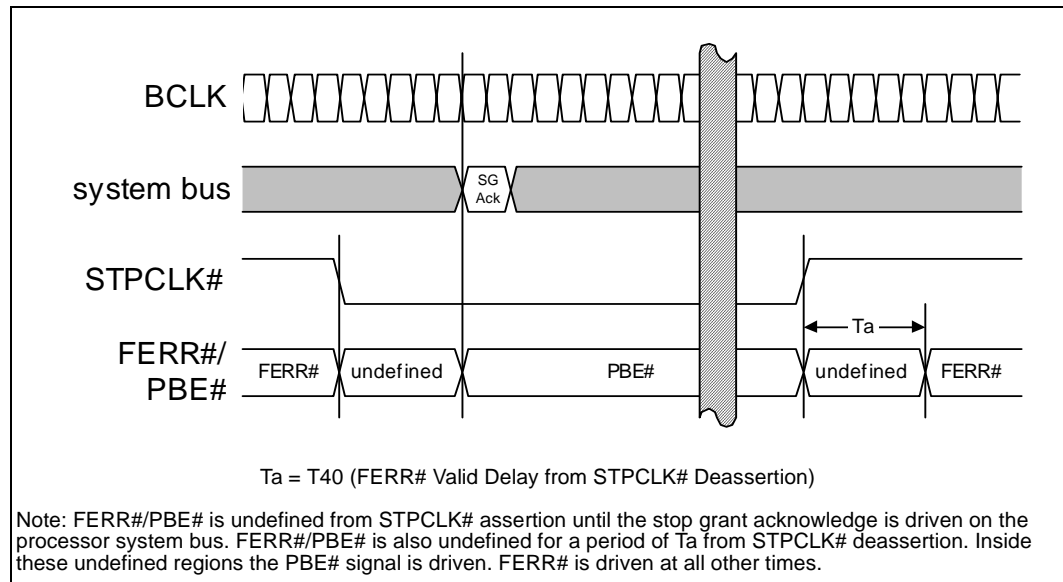 BCLK
system bus
SG
Ack
STPCLK#
Ta
FERR#/
PBE#
FERR# undefined PBE# undefined FERR#
Ta = T40 (FERR# Valid Delay from STPCLK# Deassertion)
Note: FERR#/PBE# is undefined from STPCLK# assertion until the stop grant acknowledge is driven on the
processor system bus. FERR#/PBE# is also undefined for a period of Ta from STPCLK# deassertion. Inside
these undefined regions the PBE# signal is driven. FERR# is driven at all other times.